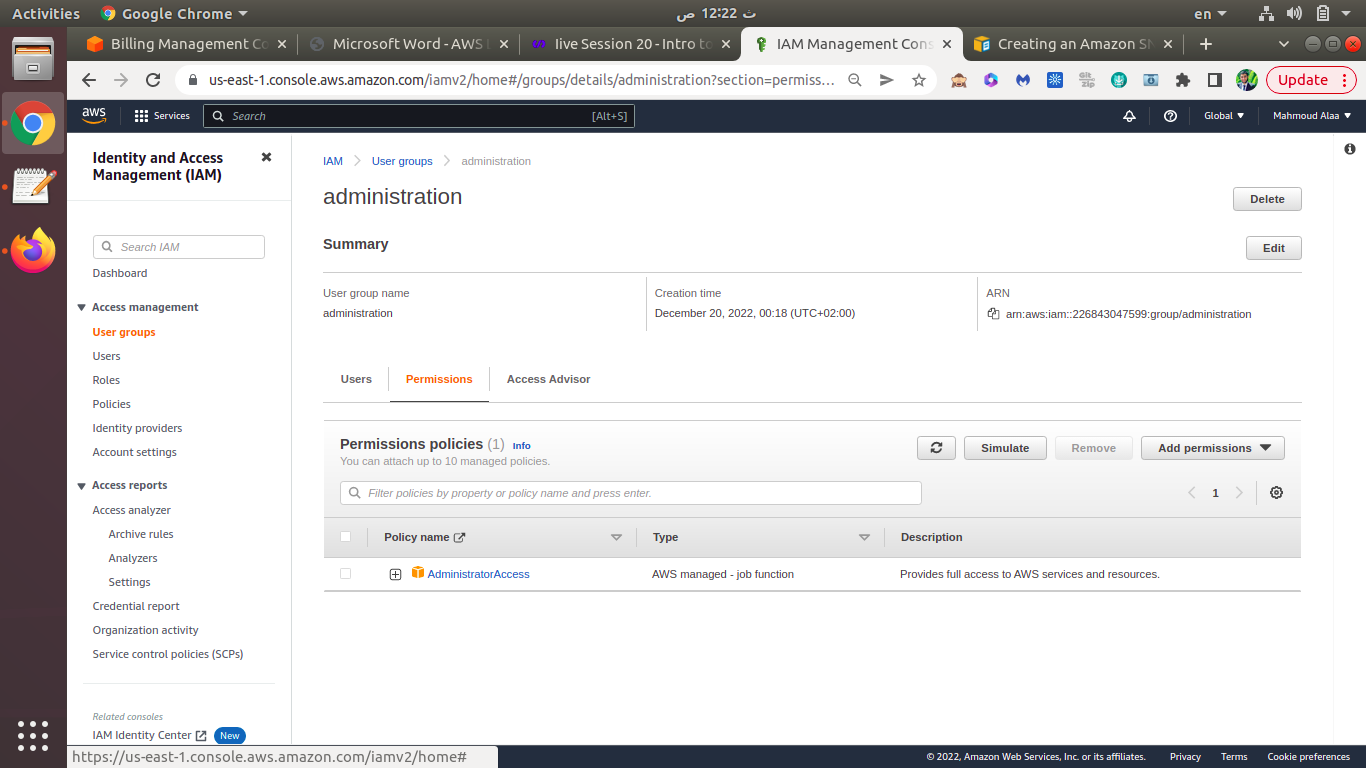 Activities
Google Chrome
ث 12:22 ص
en
Billing Management Co
Microsoft Word - AWS
live Session 20 - Intro to
IAM Management Cons
Creating an Amazon SN
us-east-1.console.aws.amazon.com/iamv2/home#/groups/details/administration?section=permiss...
Git
Zip
Update
aws
Services
Search
[Alt+S]
Global
Mahmoud Alaa
Identity and Access
Management (IAM)
Search IAM
Dashboard
Access management
User groups
Users
Roles
Policies
Identity providers
Account settings
Access reports
Access analyzer
Archive rules
Analyzers
Settings
Credential report
Organization activity
Service control policies (SCPs)
Related consoles
IAM Identity Center
New
IAM
User groups
administration
administration
Delete
Summary
Edit
User group name
administration
Creation time
December 20, 2022, 00:18 (UTC+02:00)
ARN
arn:aws:iam::226843047599:group/administration
Users
Permissions
Access Advisor
Permissions policies (1)
Info
You can attach up to 10 managed policies.
Simulate
Remove
Add permissions
Filter policies by property or policy name and press enter.
1
Policy name
Type
Description
AdministratorAccess
AWS managed - job function
Provides full access to AWS services and resources.
https://us-east-1.console.aws.amazon.com/iamv2/home#
© 2022, Amazon Web Services, Inc. or its affiliates.
Privacy
Terms
Cookie preferences